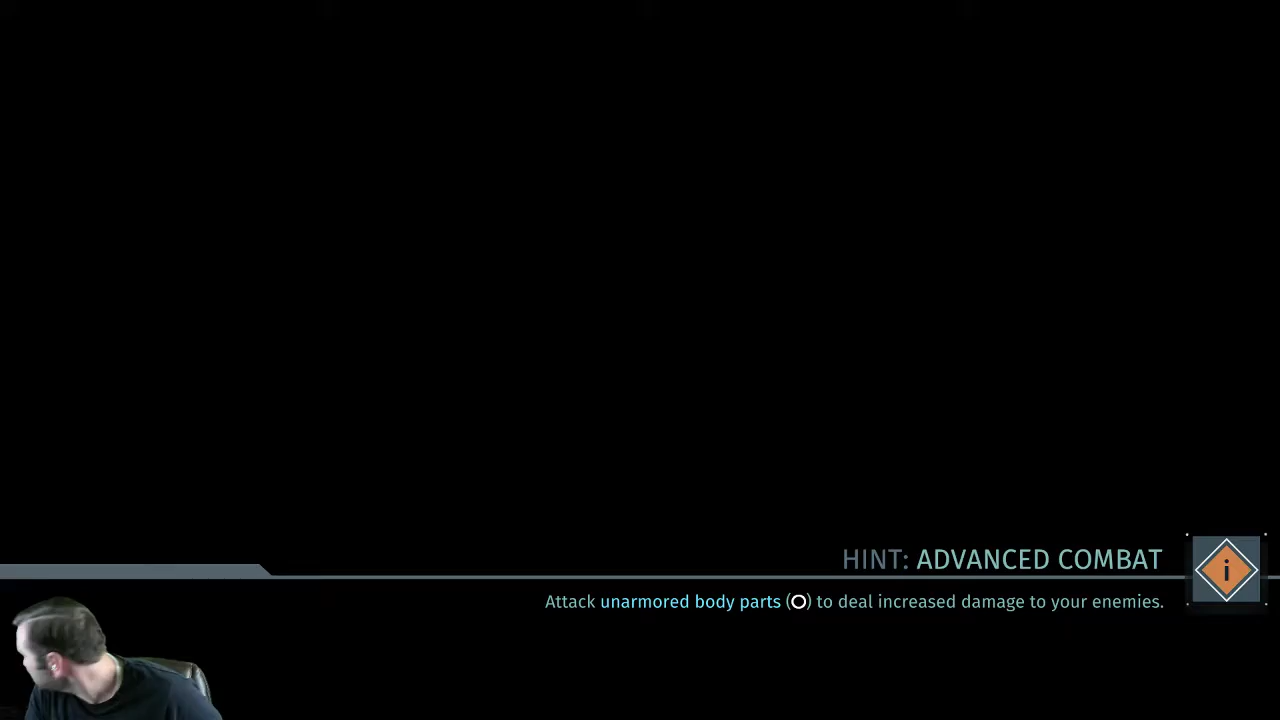 HINT: ADVANCED COMBAT
Attack unarmored body parts (O) to deal increased damage to your enemies.